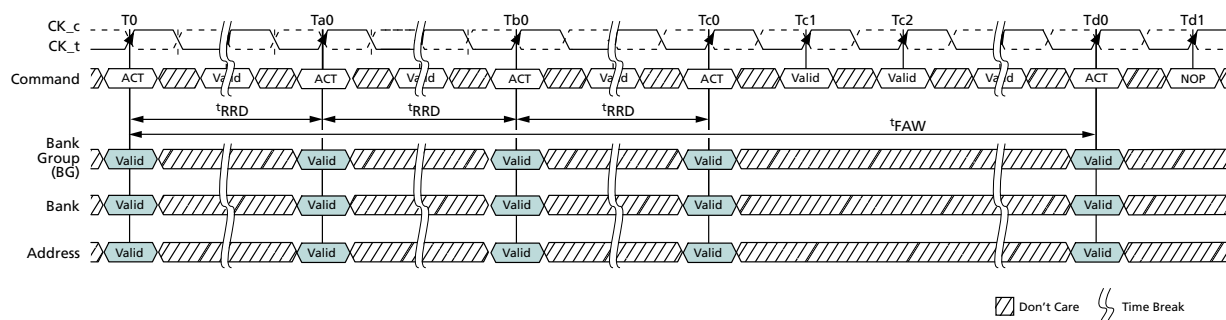 CK_c
T0 Ta0 Tb0 Tc0 Tc1 Tc2 Td0 Td1
CK_t
Command ACT Valid ACT Valid ACT Valid ACT Valid Valid Valid ACT NOP
tRRD tRRD tRRD
tFAW
Bank
Group
(BG)
Valid Valid Valid Valid Valid
Bank Valid Valid Valid Valid Valid
Address Valid Valid Valid Valid Valid
Don't Care Time Break